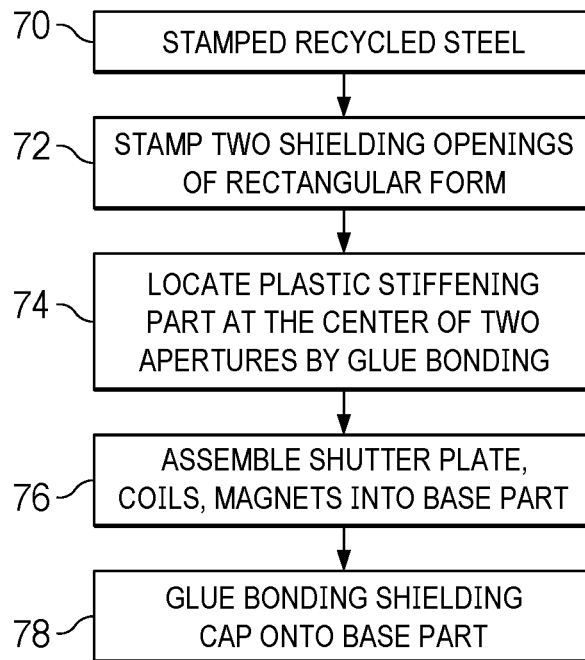 70
STAMPED RECYCLED STEEL
72
STAMP TWO SHIELDING OPENINGS
OF RECTANGULAR FORM
74
LOCATE PLASTIC STIFFENING
PART AT THE CENTER OF TWO
APERTURES BY GLUE BONDING
76
ASSEMBLE SHUTTER PLATE,
COILS, MAGNETS INTO BASE PART
78
GLUE BONDING SHIELDING
CAP ONTO BASE PART